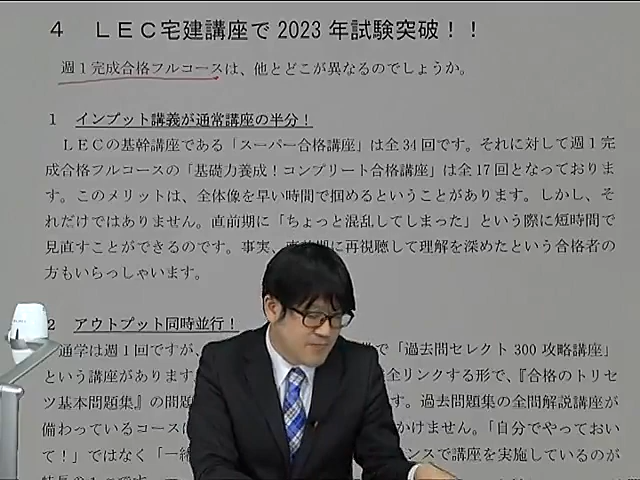 ４　ＬＥＣ宅建講座で 2023 年試験突破！！
週１完成合格フルコースは、他とどこが異なるのでしょうか。
１　インプット講義が通常講座の半分！
ＬＥＣの基幹講座である「スーパー合格講座」は全 34 回です。それに対して週１完
成合格フルコースの「基礎力養成！コンプリート合格講座」は全 17 回となっておりま
す。このメリットは、全体像を早い時間で掴めるということがあります。しかし、そ
れだけではありません。直前期に「ちょっと混乱してしまった」という際に短時間で
見直すことができるのです。事実、直前期に再視聴して理解を深めたという合格者の
方もいらっしゃいます。
２　アウトプット同時並行！
通学は週１回ですが、 で「過去問セレクト 300 攻略講座」
という講座があります 全リンクする形で、『合格のトリセ
ツ基本問題集』の問題 す。過去問題集の全問解説講座が
備わっているコースは かけません。「自分でやっておい
て！」ではなく「一緒 ンスで講座を実施しているのが